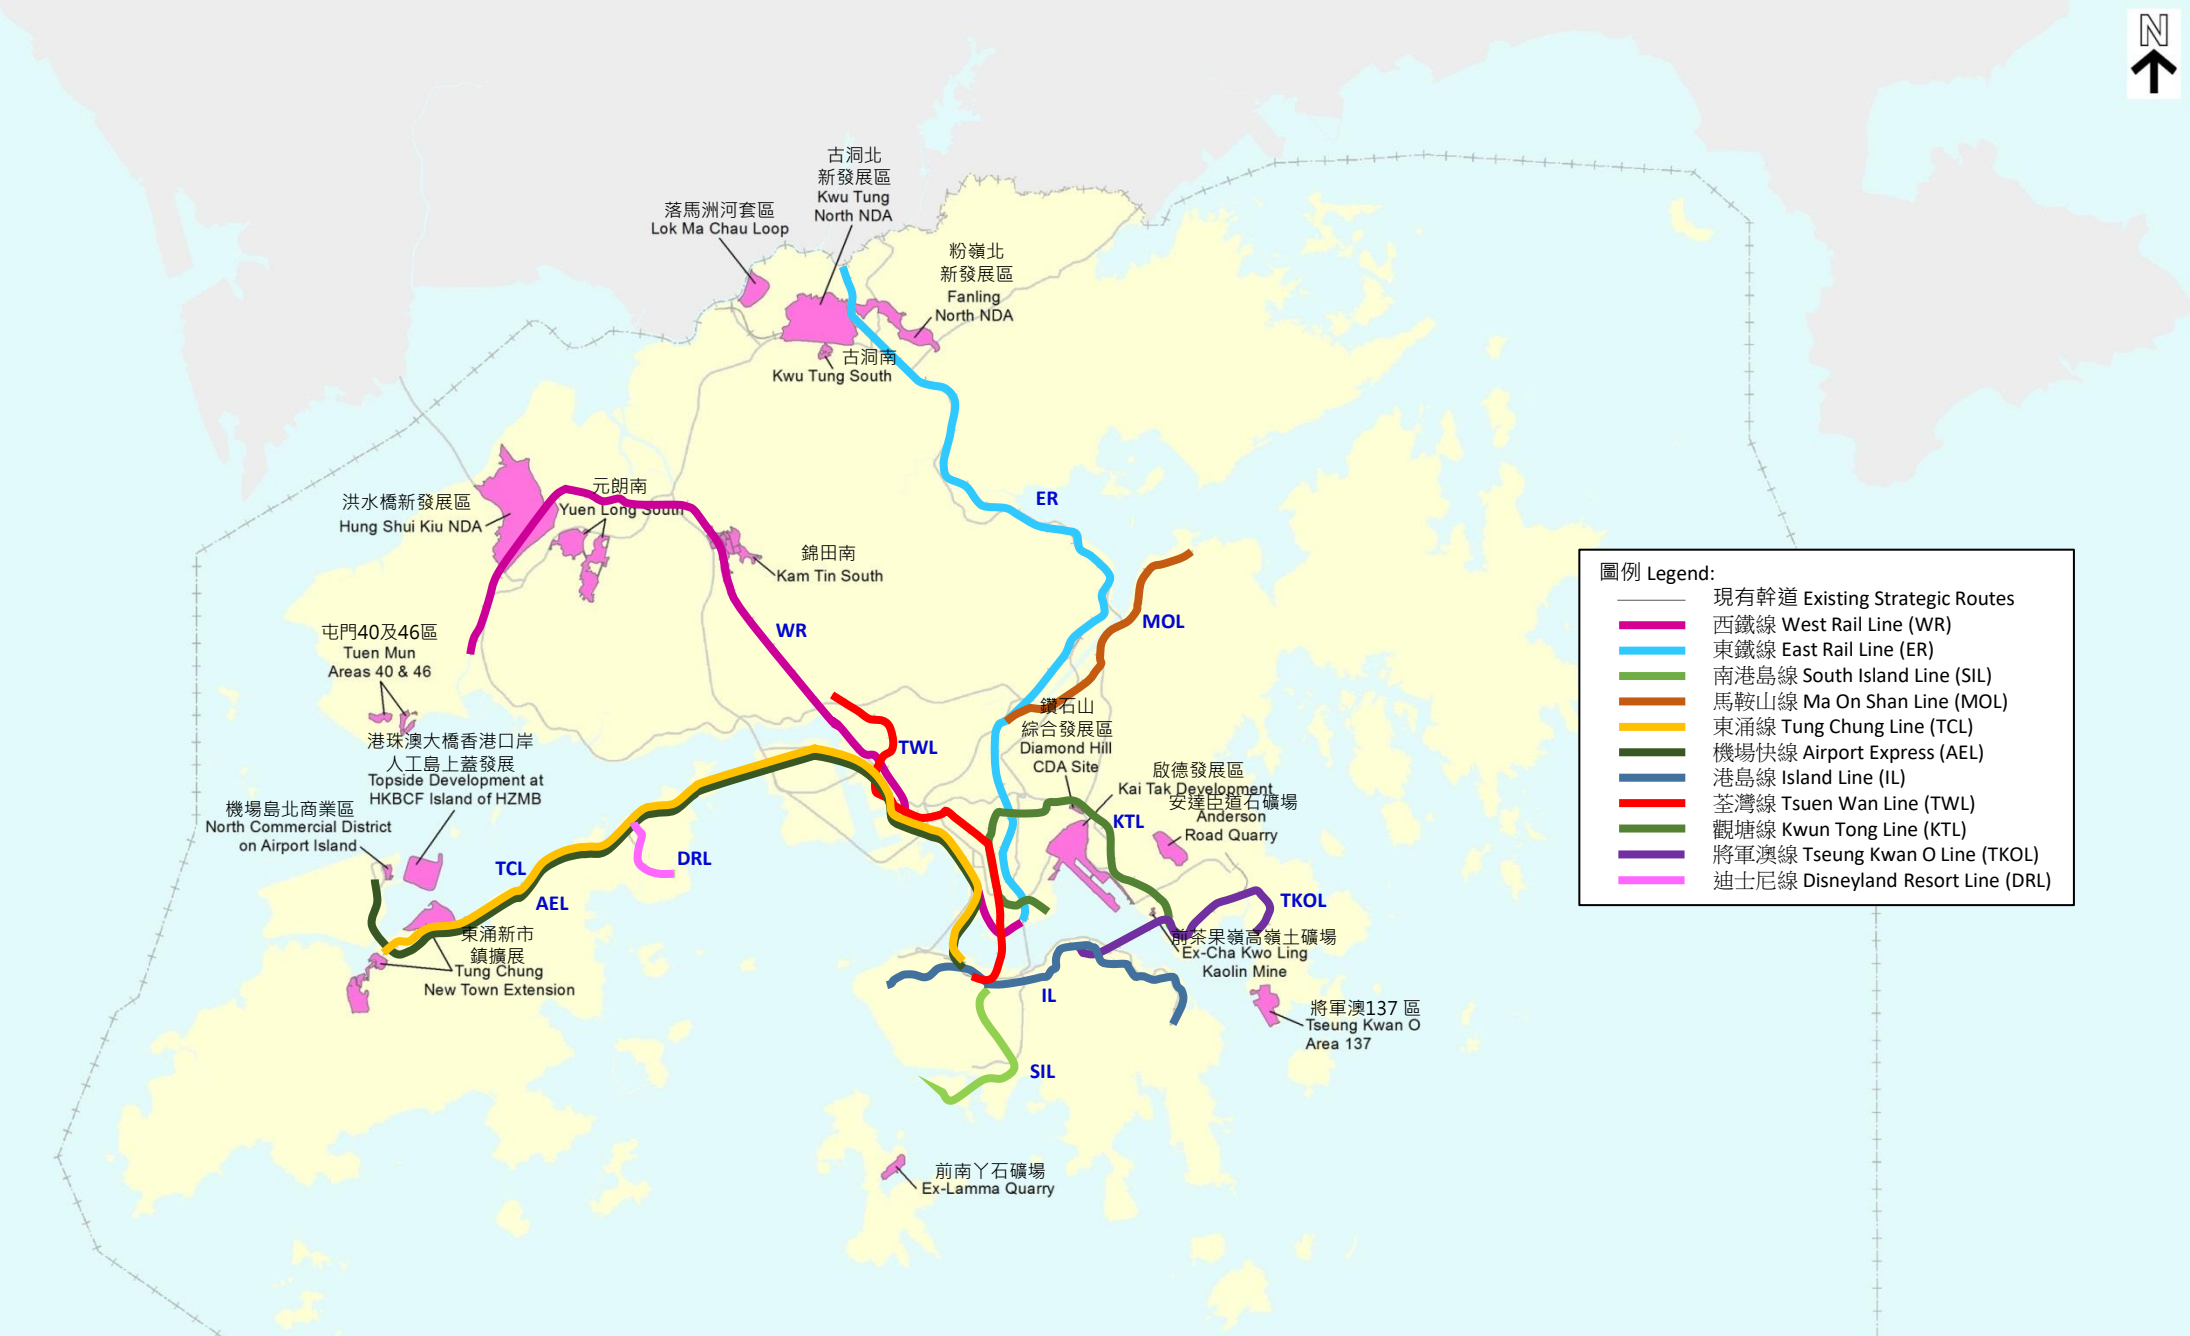 N
古洞北
新發展區
Kwu Tung
North NDA
落馬洲河套區
Lok Ma Chau Loop
粉嶺北
新發展區
Fanling
North NDA
古洞南
Kwu Tung South
元朗南
Yuen Long South
洪水橋新發展區
Hung Shui Kiu NDA
ER
錦田南
Kam Tin South
屯門40及46區
Tuen Mun
Areas 40 & 46
WR
MOL
鑽石山
綜合發展區
Diamond Hill
CDA Site
港珠澳大橋香港口岸
人工島上蓋發展
Topside Development at
HKBCF Island of HZMB
TWL
啟德發展區
Kai Tak Development
安達臣道石礦場
Anderson
Road Quarry
機場島北商業區
North Commercial District
on Airport Island
KTL
TCL
DRL
AEL
TKOL
東涌新市
鎮擴展
Tung Chung
New Town Extension
前茶果嶺高嶺土礦場
Ex-Cha Kwo Ling
Kaolin Mine
IL
將軍澳137 區
Tseung Kwan O
Area 137
SIL
前南丫石礦場
Ex-Lamma Quarry
圖例 Legend:
現有幹道 Existing Strategic Routes
西鐵線 West Rail Line (WR)
東鐵線 East Rail Line (ER)
南港島線 South Island Line (SIL)
馬鞍山線 Ma On Shan Line (MOL)
東涌線 Tung Chung Line (TCL)
機場快線 Airport Express (AEL)
港島線 Island Line (IL)
荃灣線 Tsuen Wan Line (TWL)
觀塘線 Kwun Tong Line (KTL)
將軍澳線 Tseung Kwan O Line (TKOL)
迪士尼線 Disneyland Resort Line (DRL)